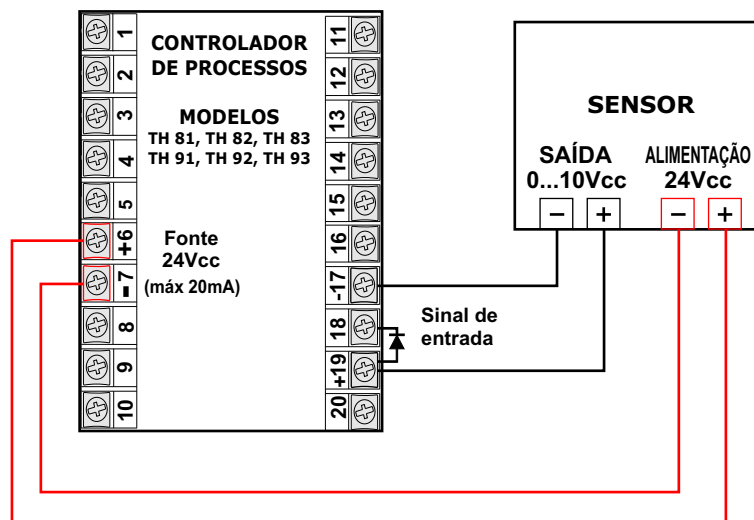 CONTROLADOR
DE PROCESSOS
MODELOS
TH 81, TH 82, TH 83
TH 91, TH 92, TH 93
Fonte
24Vcc
(máx 20mA)
1
2
3
4
5
+6
-7
8
9
10
11
12
13
14
15
16
-17
18
+19
20
Sinal de
entrada
SENSOR
SAÍDA
0...10Vcc
ALIMENTAÇÃO
24Vcc
- +
- +